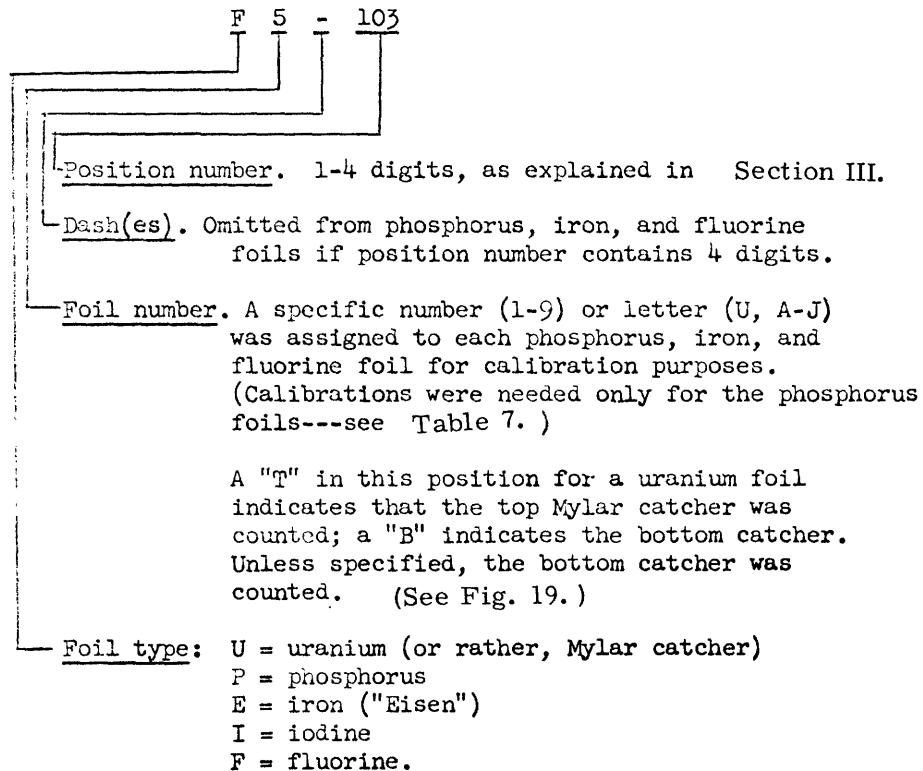 F 5 - 103
Position number. 1-4 digits, as explained in Section III.
Dash(es). Omitted from phosphorus, iron, and fluorine
foils if position number contains 4 digits.
Foil number. A specific number (1-9) or letter (U, A-J)
was assigned to each phosphorus, iron, and
fluorine foil for calibration purposes.
(Calibrations were needed only for the phosphorus
foils---see Table 7. )
A "T" in this position for a uranium foil
indicates that the top Mylar catcher was
counted; a "B" indicates the bottom catcher.
Unless specified, the bottom catcher was
counted. (See Fig. 19. )
Foil type: U = uranium (or rather, Mylar catcher)
P = phosphorus
E = iron ("Eisen")
I = iodine
F = fluorine.